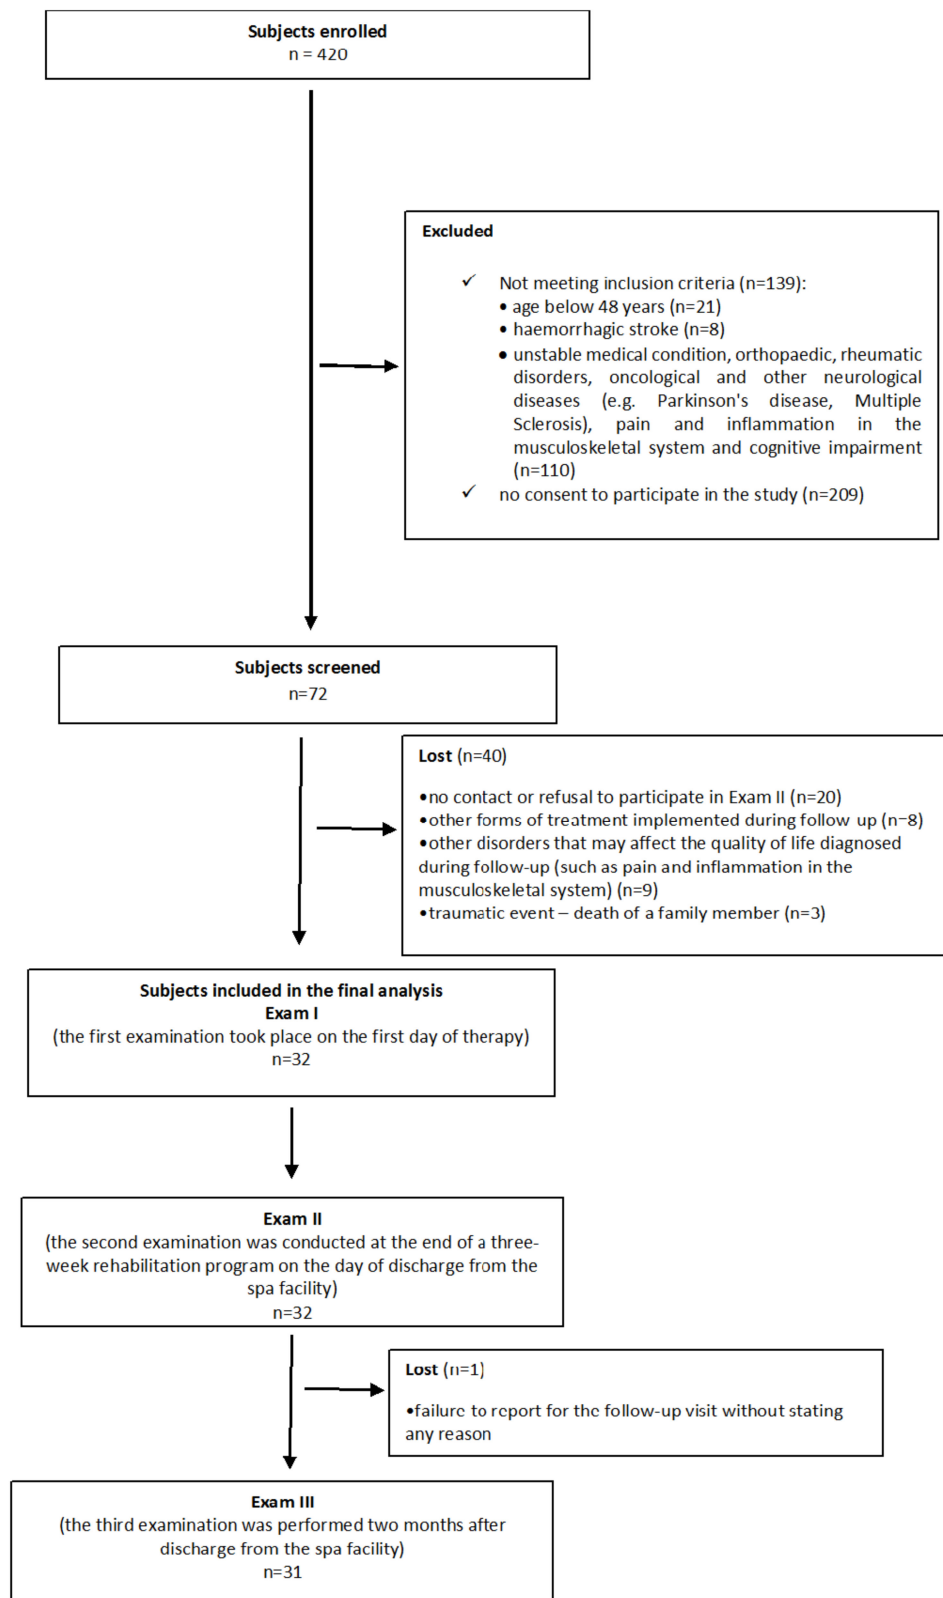 Subjects enrolled
n = 420
Excluded
✓ Not meeting inclusion criteria (n=139):
• age below 48 years (n=21)
• haemorrhagic stroke (n=8)
• unstable medical condition, orthopaedic, rheumatic
disorders, oncological and other neurological
diseases (e.g. Parkinson's disease, Multiple
Sclerosis), pain and inflammation in the
musculoskeletal system and cognitive impairment
(n=110)
✓ no consent to participate in the study (n=209)
Subjects screened
n=72
Lost (n=40)
•no contact or refusal to participate in Exam II (n=20)
•other forms of treatment implemented during follow up (n=8)
•other disorders that may affect the quality of life diagnosed
during follow-up (such as pain and inflammation in the
musculoskeletal system) (n=9)
•traumatic event – death of a family member (n=3)
Subjects included in the final analysis
Exam I
(the first examination took place on the first day of therapy)
n=32
Exam II
(the second examination was conducted at the end of a three-
week rehabilitation program on the day of discharge from the
spa facility)
n=32
Lost (n=1)
•failure to report for the follow-up visit without stating
any reason
Exam III
(the third examination was performed two months after
discharge from the spa facility)
n=31